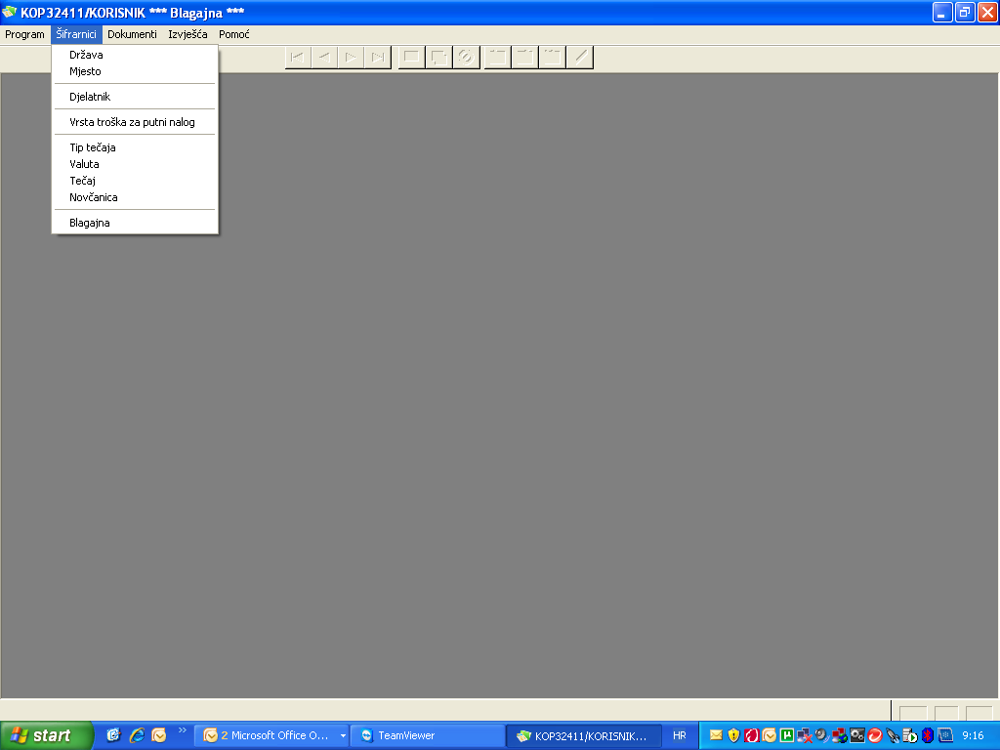 KOP32411/KORISNIK *** Blagajna ***
Program Šifrarnici Dokumenti Izvješća Pomoć
Država
Mjesto
Djelatnik
Vrsta troška za putni nalog
Tip tečaja
Valuta
Tečaj
Novčanica
Blagajna
start 2 Microsoft Office O... TeamViewer KOP32411/KORISNIK... HR 9:16